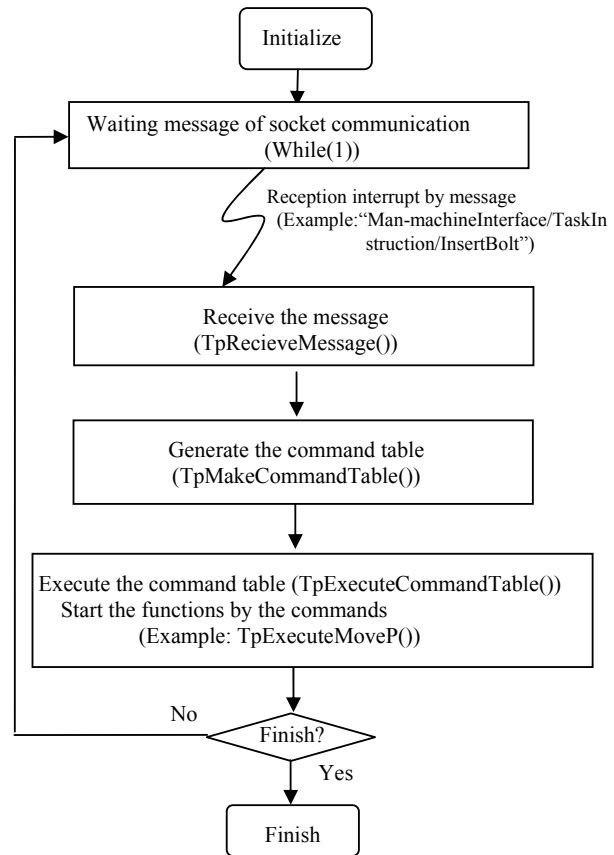 Initialize
Waiting message of socket communication
(While(1))
Reception interrupt by message
(Example:“Man-machineInterface/TaskIn
struction/InsertBolt”)
Receive the message
(TpRecieveMessage())
Generate the command table
(TpMakeCommandTable())
Execute the command table (TpExecuteCommandTable())
Start the functions by the commands
(Example: TpExecuteMoveP())
No
Finish?
Yes
Finish